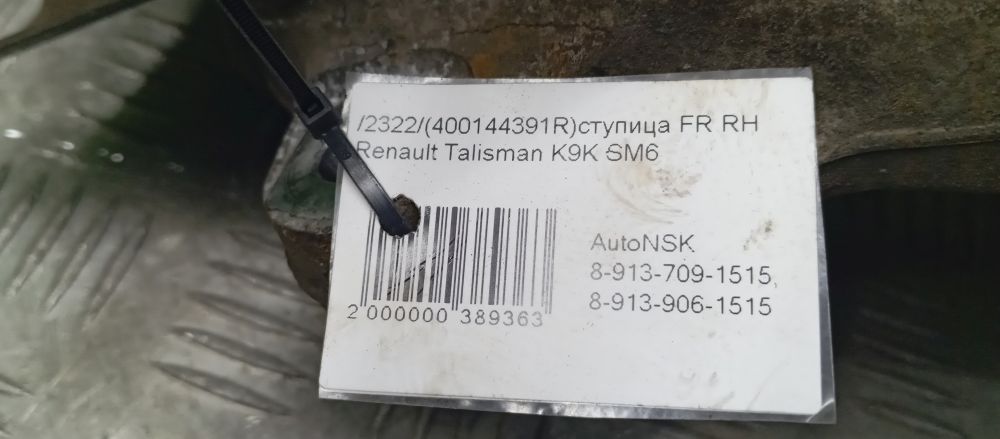 /2322/(400144391R)ступица FR RH
Renault Talisman K9K SM6
AutoNSK
8-913-709-1515,
8-913-906-1515
2 000000 389363